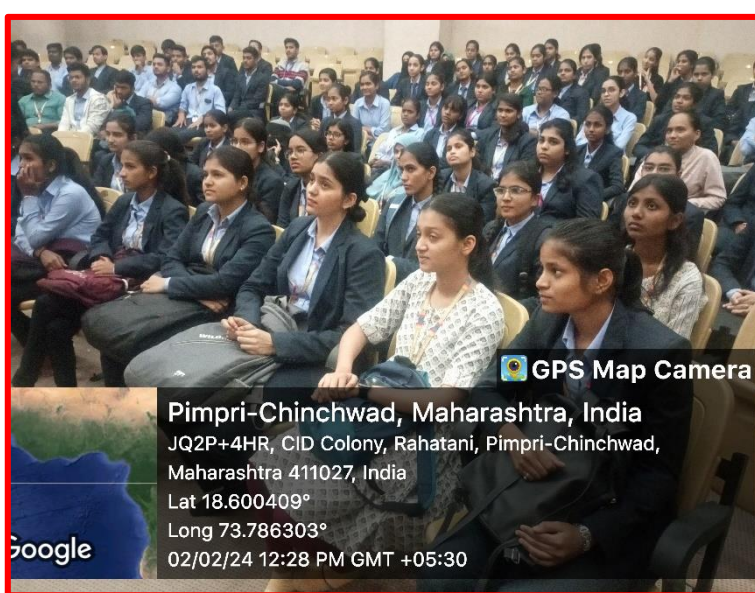 GPS Map Camera
Pimpri-Chinchwad, Maharashtra, India
JQ2P+4HR, CID Colony, Rahatani, Pimpri-Chinchwad,
Maharashtra 411027, India
Lat 18.600409°
Long 73.786303°
02/02/24 12:28 PM GMT +05:30
Google